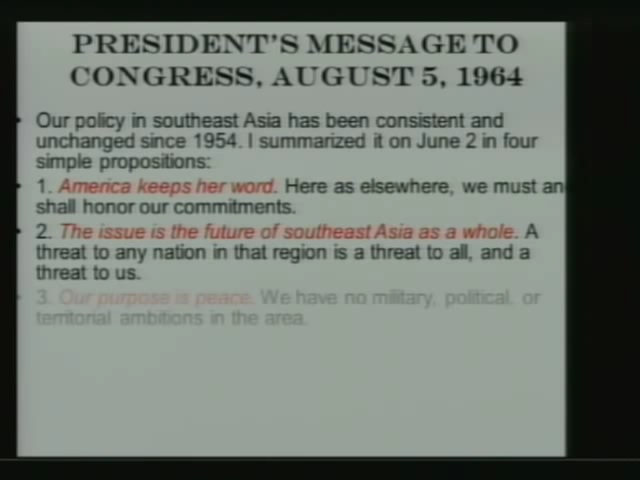 PRESIDENT'S MESSAGE TO
CONGRESS, AUGUST 5, 1964
• Our policy in southeast Asia has been consistent and
unchanged since 1954. I summarized it on June 2 in four
simple propositions:
• 1. America keeps her word. Here as elsewhere, we must an
shall honor our commitments.
• 2. The issue is the future of southeast Asia as a whole. A
threat to any nation in that region is a threat to all, and a
threat to us.
• 3. Our purpose is peace. We have no military, political, or
territorial ambitions in the area.